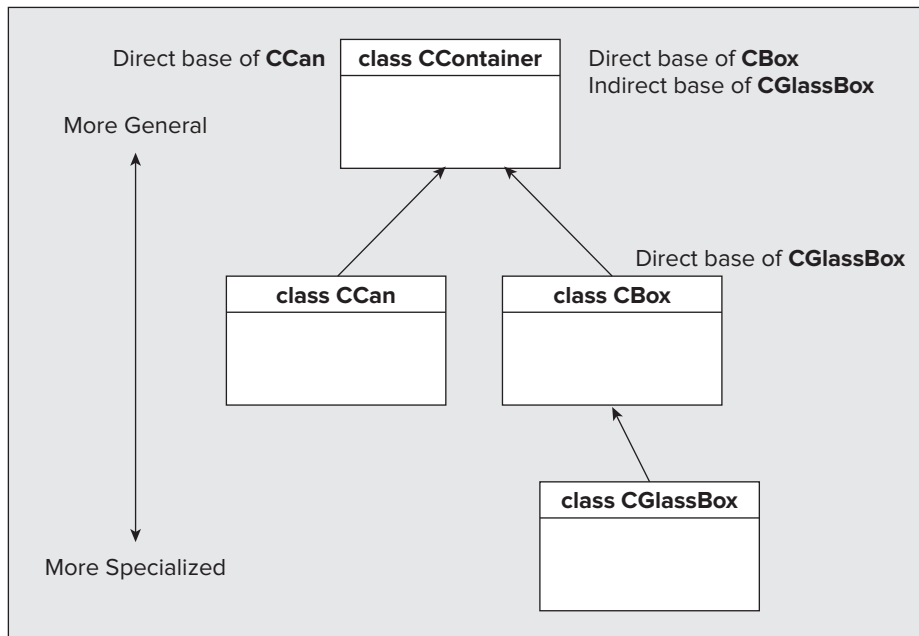 Direct base of CCan
class CContainer
Direct base of CBox
Indirect base of CGlassBox
More General
Direct base of CGlassBox
class CCan
class CBox
class CGlassBox
More Specialized